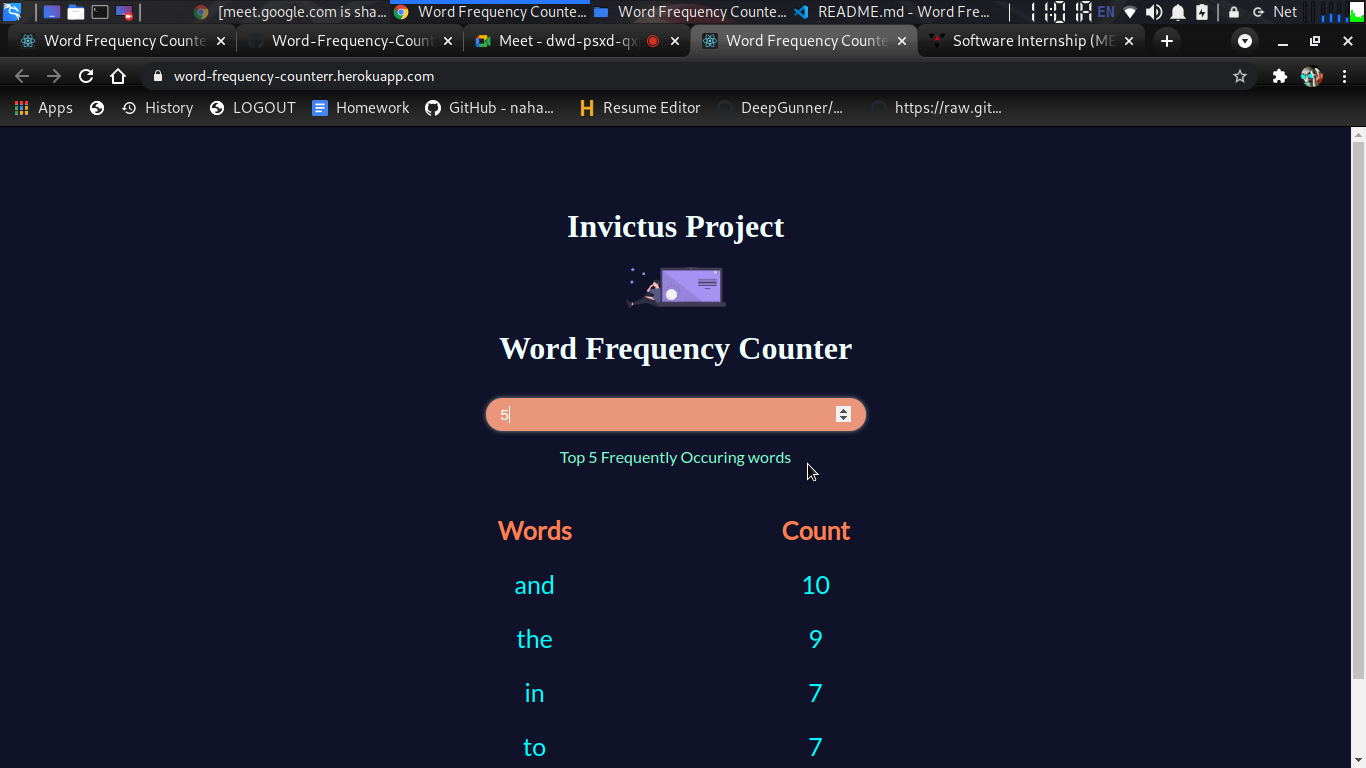 [meet.google.com is sha... Word Frequency Counte... Word Frequency Counte... README.md - Word Fre... EN Net
Word Frequency Counte Word-Frequency-Count Meet - dwd-psxd-qx Word Frequency Counte Software Internship (ME
word-frequency-counterr.herokuapp.com
Apps History LOGOUT Homework GitHub - naha... Resume Editor DeepGunner/... https://raw.git...
Invictus Project
Word Frequency Counter
5
Top 5 Frequently Occuring words
Words Count
and 10
the 9
in 7
to 7